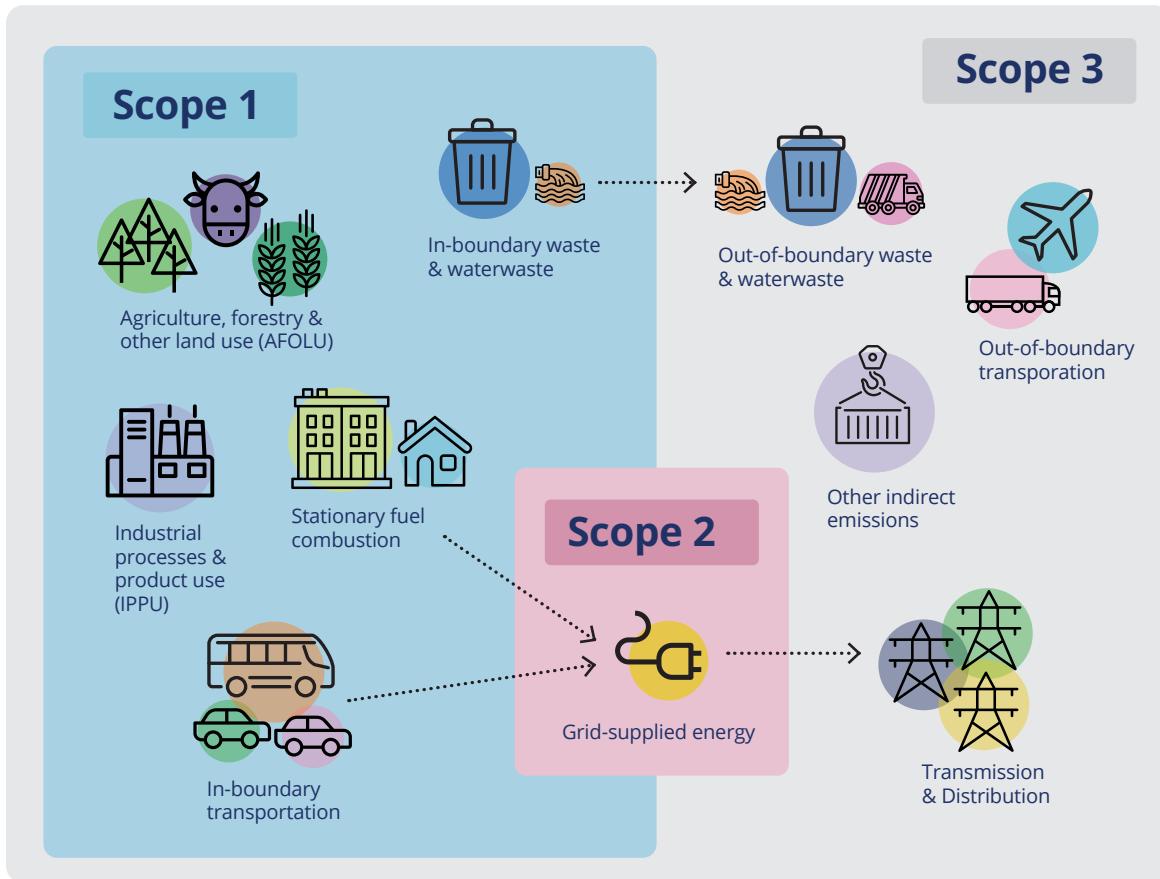 Scope 1
Scope 3
In-boundary waste
& waterwaste
Out-of-boundary waste
& waterwaste
Agriculture, forestry &
other land use (AFOLU)
Out-of-boundary
transporation
Industrial
processes &
product use
(IPPU)
Stationary fuel
combustion
Other indirect
emissions
Scope 2
In-boundary
transportation
Grid-supplied energy
Transmission
& Distribution